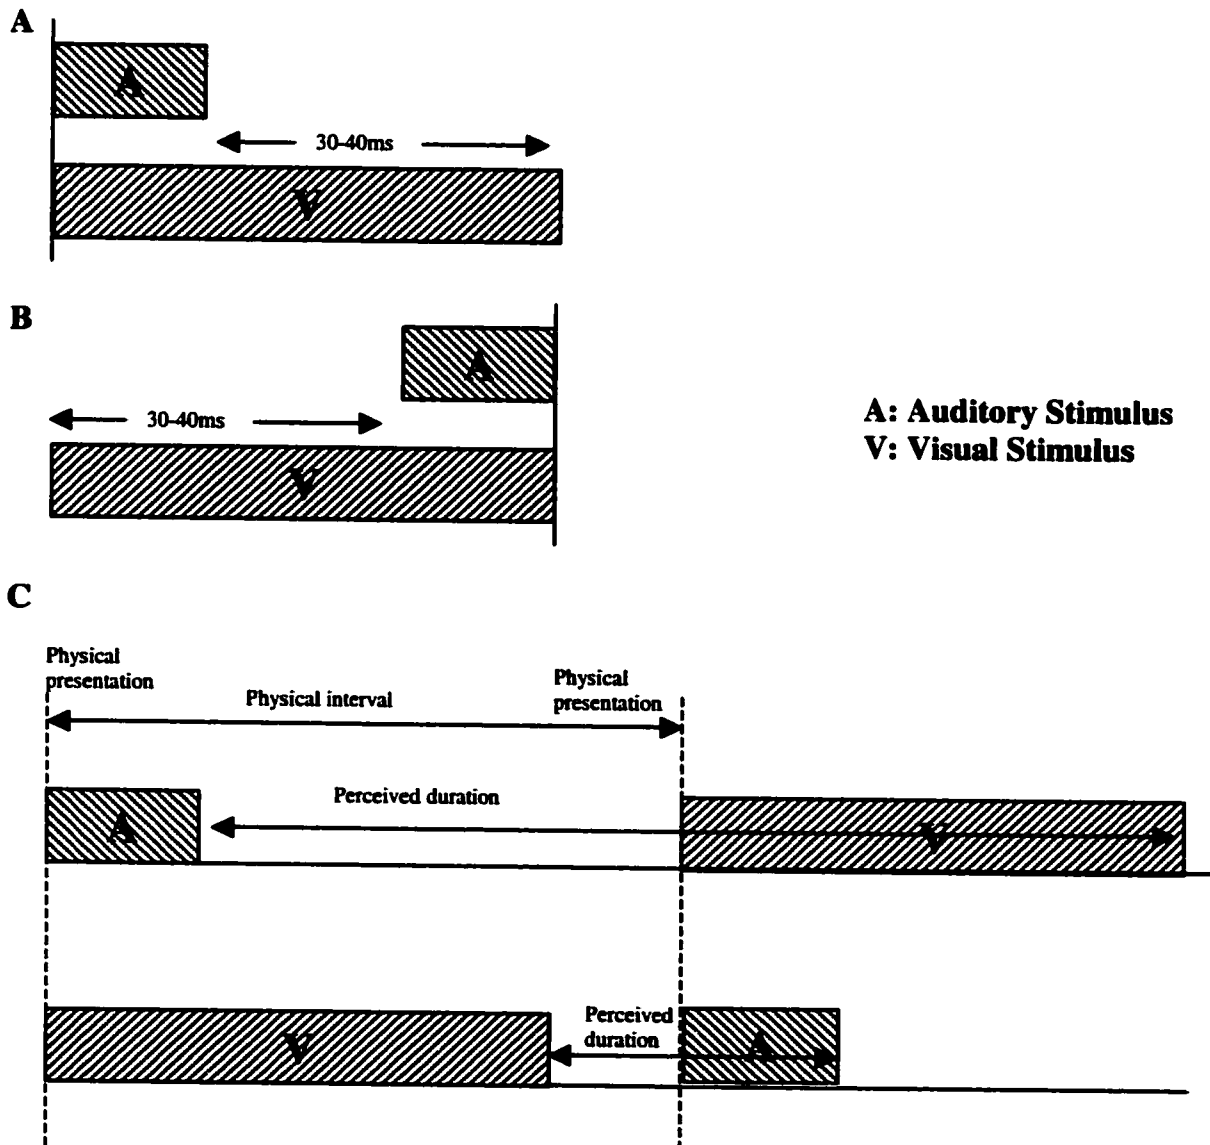 A
A
30-40ms
V
B
A
30-40ms
V
A: Auditory Stimulus
V: Visual Stimulus
C
Physical
presentation
Physical interval
Physical
presentation
A
Perceived duration
V
V
Perceived
duration
A